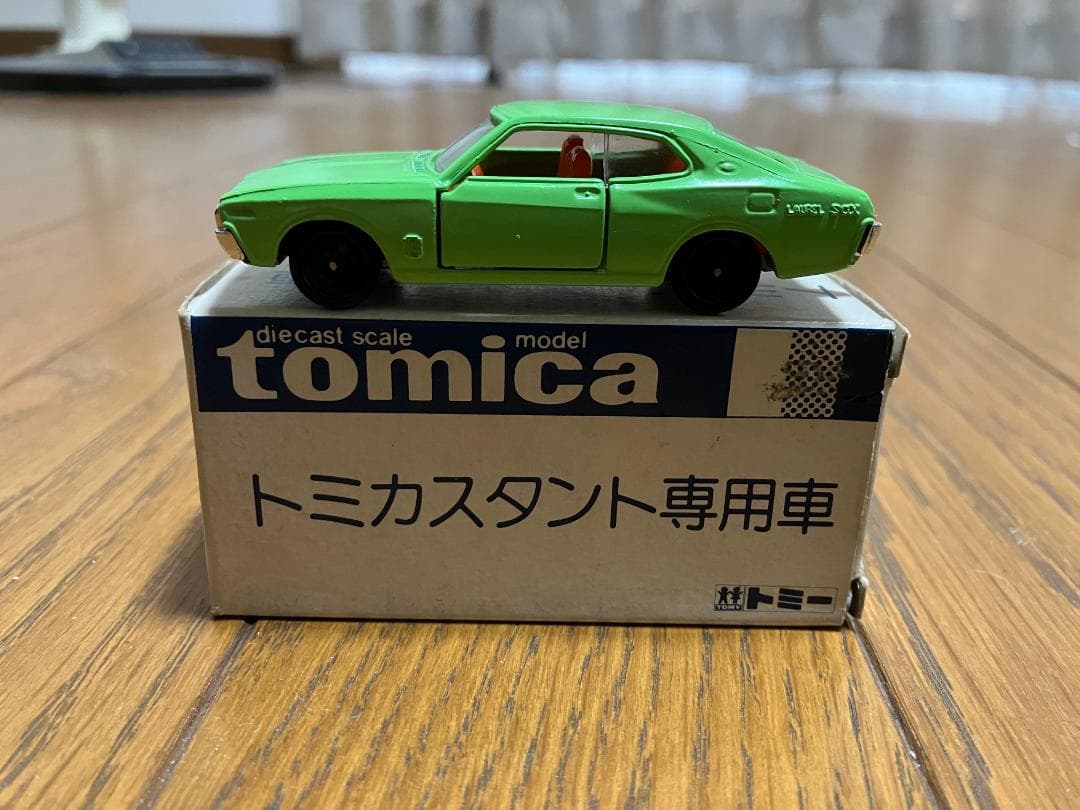 LAUREL SGX
diecast scale model
tomica
トミカスタント専用車
TOMY トミー